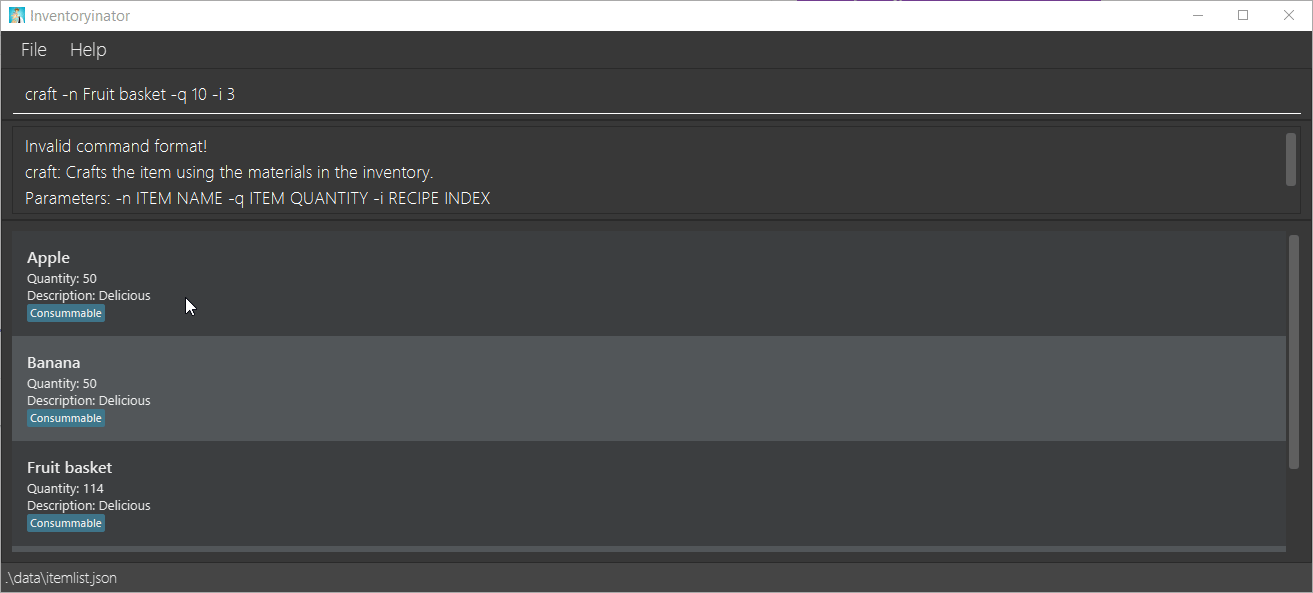 Inventoryinator
File Help
craft -n Fruit basket -q 10 -i 3
Invalid command format!
craft: Crafts the item using the materials in the inventory.
Parameters: -n ITEM NAME -q ITEM QUANTITY -i RECIPE INDEX
Apple
Quantity: 50
Description: Delicious
Consummable
Banana
Quantity: 50
Description: Delicious
Consummable
Fruit basket
Quantity: 114
Description: Delicious
Consummable
.\data\itemlist.json